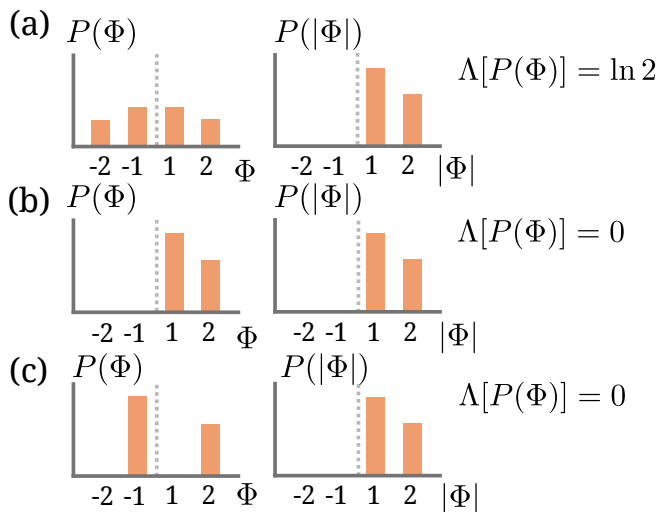 (a) P(Φ) P(|Φ|) Λ[P(Φ)] = ln 2
-2 -1 1 2 Φ -2 -1 1 2 |Φ|
(b) P(Φ) P(|Φ|) Λ[P(Φ)] = 0
-2 -1 1 2 Φ -2 -1 1 2 |Φ|
(c) P(Φ) P(|Φ|) Λ[P(Φ)] = 0
-2 -1 1 2 Φ -2 -1 1 2 |Φ|